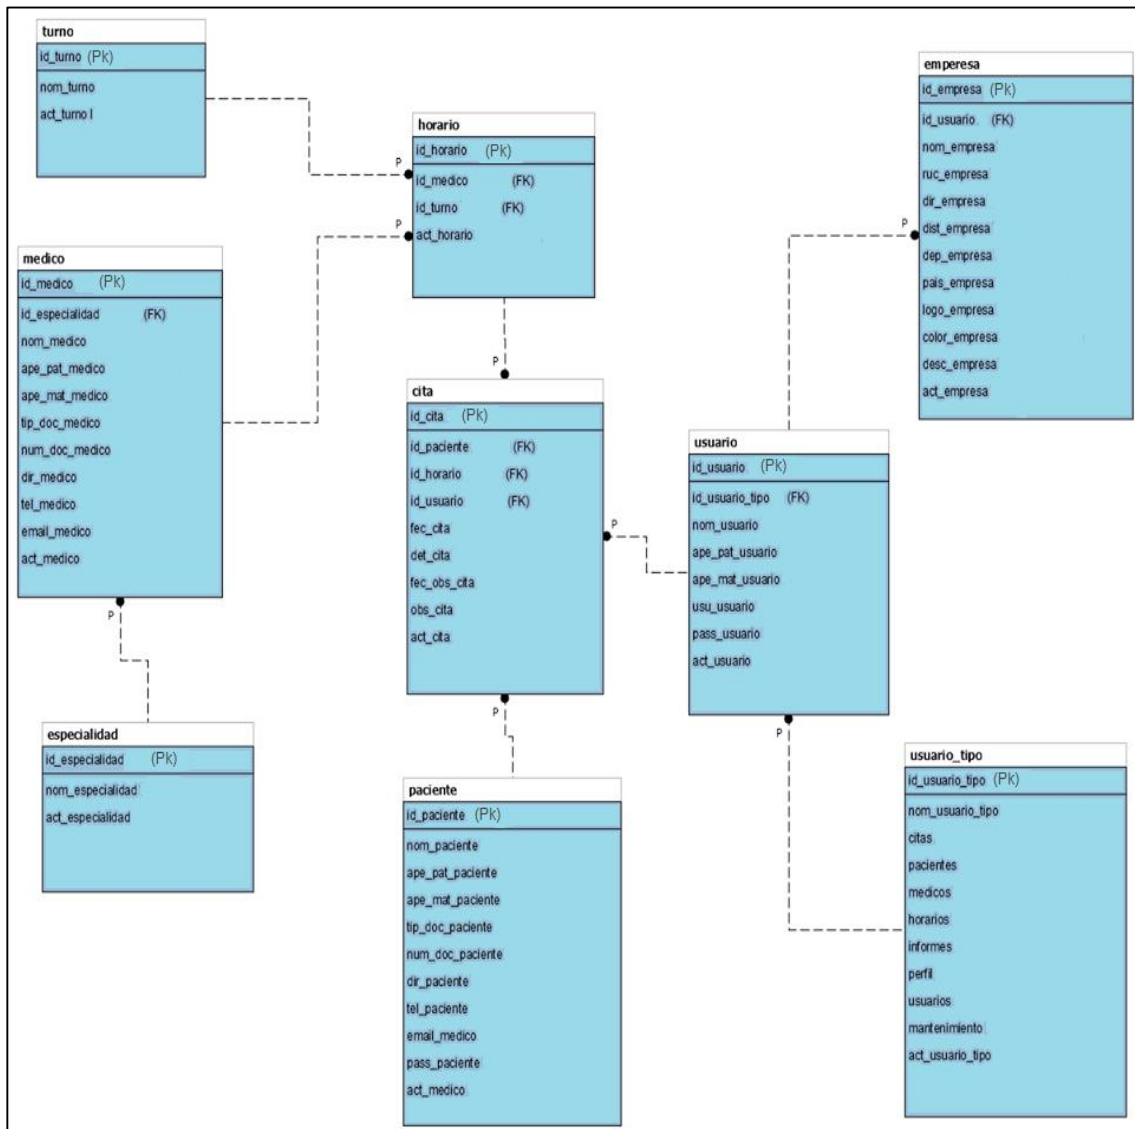 turno
id_turno (Pk)
nom_turno
act_turno l
horario
id_horario (Pk)
id_medico (FK)
id_turno (FK)
act_horario
P
P
emperesa
id_empresa (Pk)
id_usuario (FK)
nom_empresa
ruc_empresa
dir_empresa
dist_empresa
dep_empresa
pais_empresa
logo_empresa
color_empresa
desc_empresa
act_empresa
P
medico
id_medico (Pk)
id_especialidad (FK)
nom_medico
ape_pat_medico
ape_mat_medico
tip_doc_medico
num_doc_medico
dir_medico
tel_medico
email_medico
act_medico
P
P
cita
id_cita (Pk)
id_paciente (FK)
id_horario (FK)
id_usuario (FK)
fec_cita
det_cita
fec_obs_cita
obs_cita
act_cita
P
P
usuario
id_usuario (Pk)
id_usuario_tipo (FK)
nom_usuario
ape_pat_usuario
ape_mat_usuario
usu_usuario
pass_usuario
act_usuario
P
especialidad
id_especialidad (Pk)
nom_especialidad
act_especialidad
paciente
id_paciente (Pk)
nom_paciente
ape_pat_paciente
ape_mat_paciente
tip_doc_paciente
num_doc_paciente
dir_paciente
tel_paciente
email_medico
pass_paciente
act_medico
usuario_tipo
id_usuario_tipo (Pk)
nom_usuario_tipo
citas
pacientes
medicos
horarios
informes
perfil
usuarios
mantenimiento
act_usuario_tipo